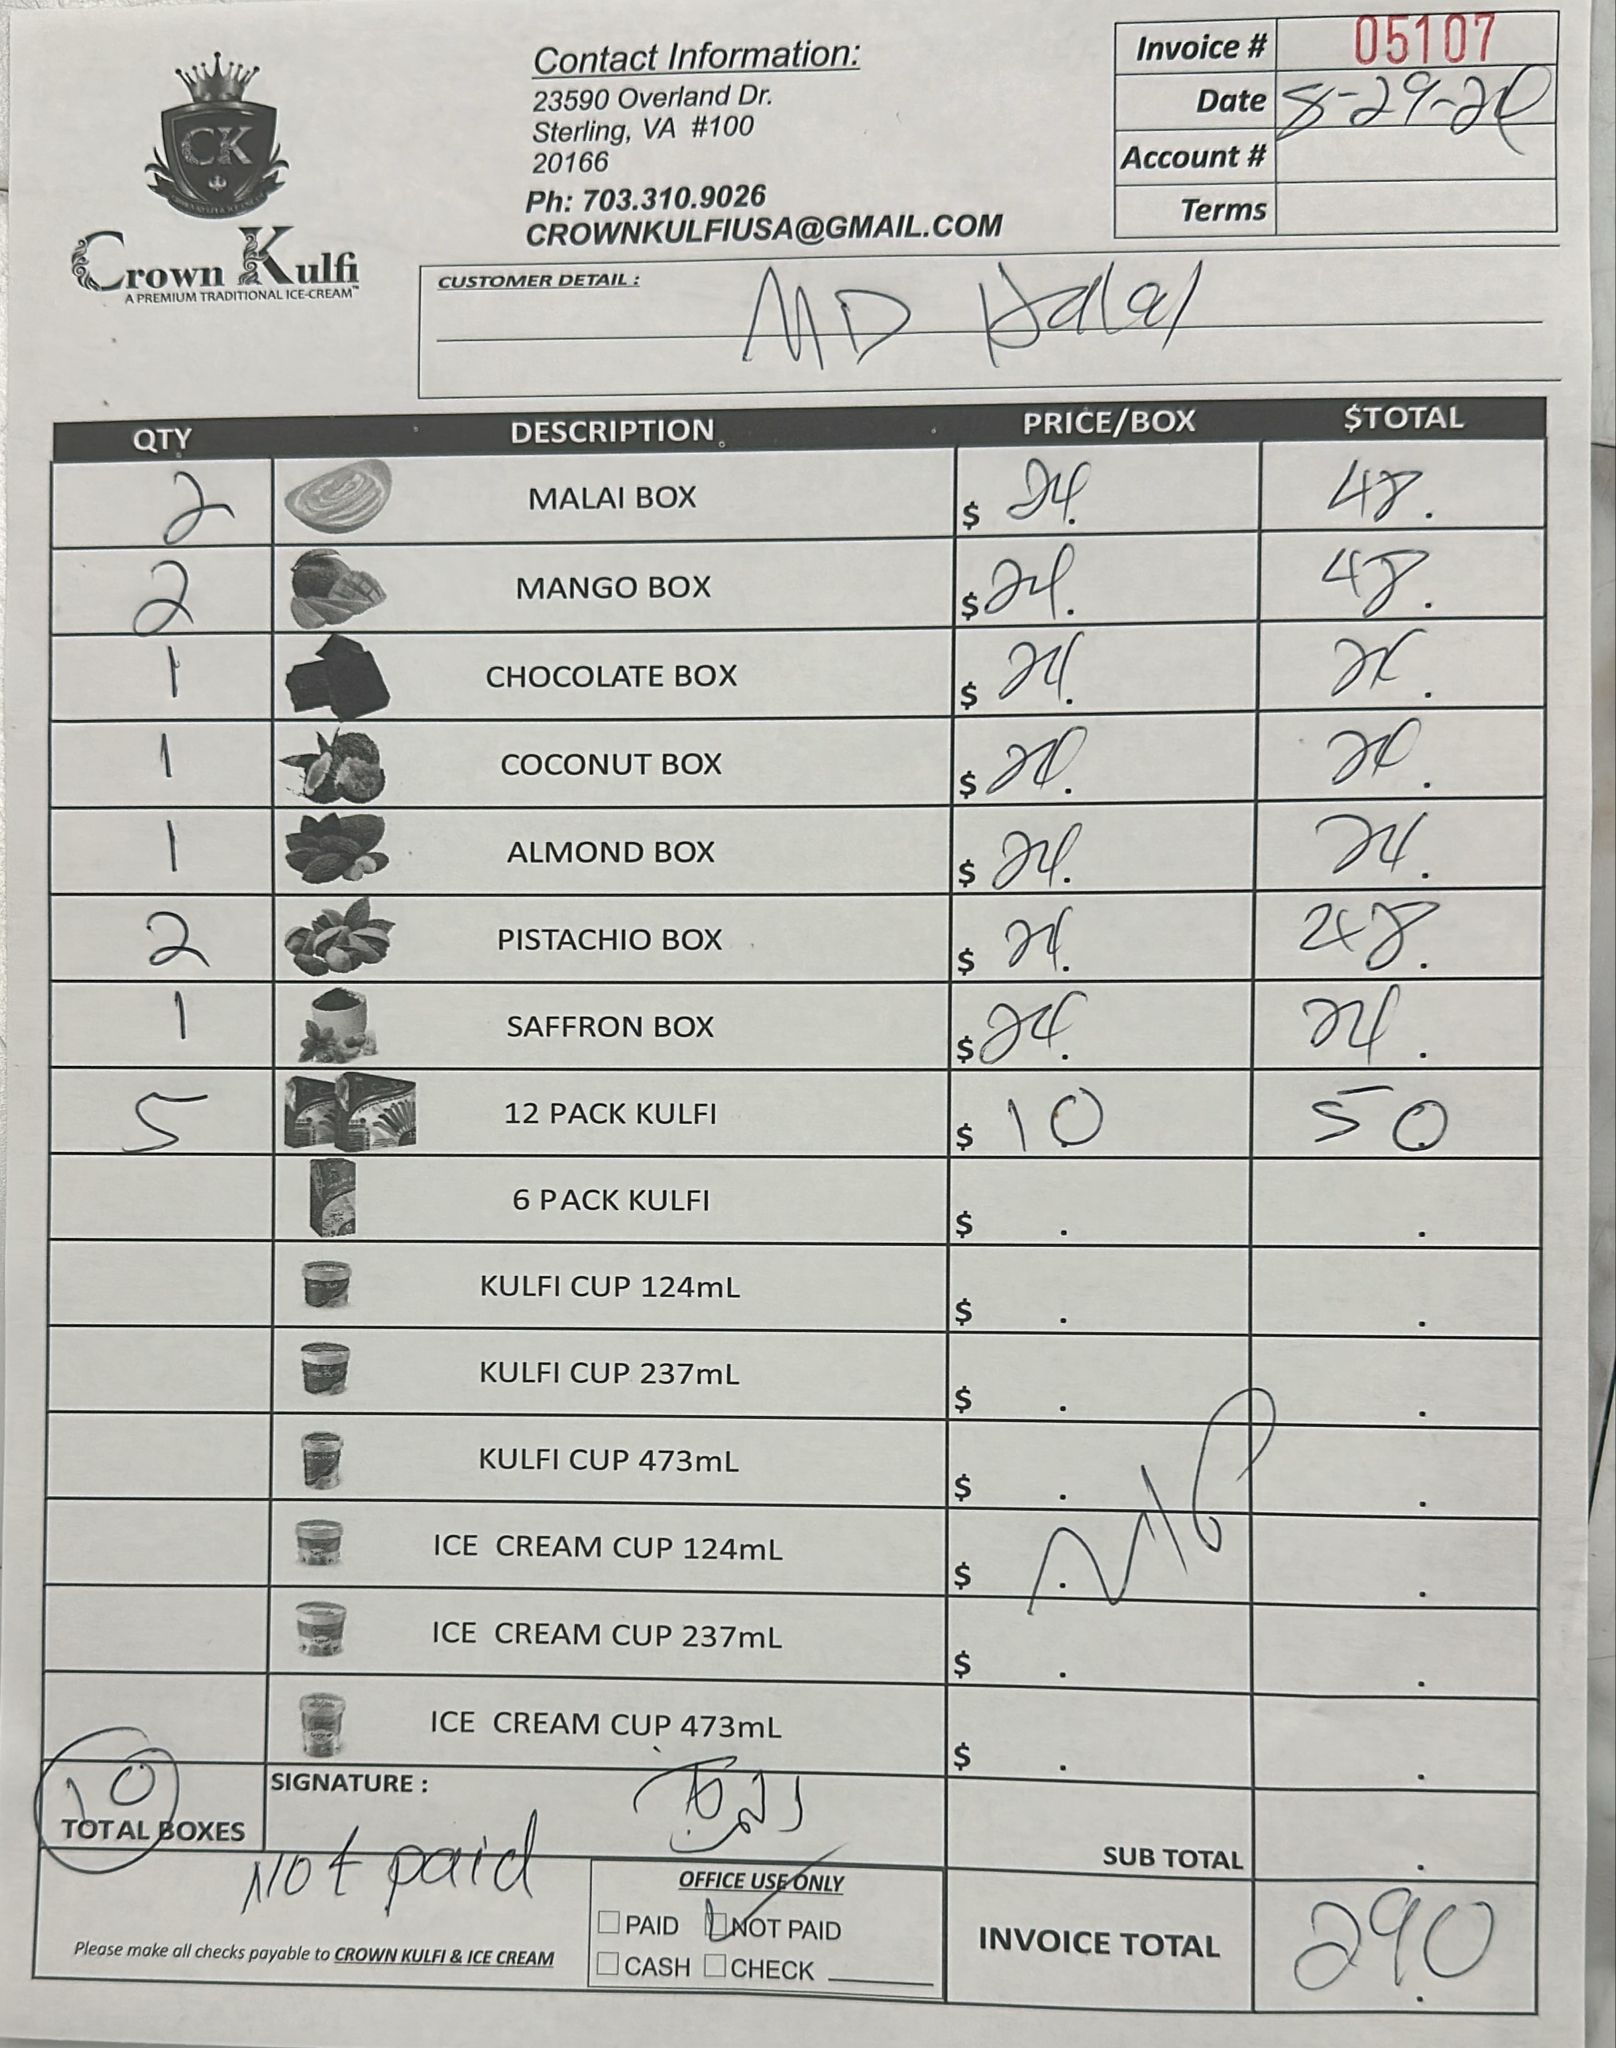 Contact Information:
23590 Overland Dr.
Sterling, VA #100
20166
Ph: 703.310.9026
CROWNKULFIUSA@GMAIL.COM
Invoice # 05107
Date 8-29-24
Account #
Terms
CK
Crown Kulfi
A PREMIUM TRADITIONAL ICE-CREAM™
CUSTOMER DETAIL :
MD Halal
QTY DESCRIPTION PRICE/BOX $TOTAL
2 MALAI BOX $ 24. 48.
2 MANGO BOX $ 24. 48.
1 CHOCOLATE BOX $ 24. 24.
1 COCONUT BOX $ 24. 24.
1 ALMOND BOX $ 24. 24.
2 PISTACHIO BOX $ 24. 48.
1 SAFFRON BOX $ 24. 24.
5 12 PACK KULFI $ 10 50
6 PACK KULFI $ . .
KULFI CUP 124mL $ . .
KULFI CUP 237mL $ . .
KULFI CUP 473mL $ . .
ICE CREAM CUP 124mL $ . .
ICE CREAM CUP 237mL $ . .
ICE CREAM CUP 473mL $ . .
10
TOTAL BOXES
SIGNATURE :
SUB TOTAL .
Not paid
Please make all checks payable to CROWN KULFI & ICE CREAM
OFFICE USE ONLY
PAID NOT PAID
CASH CHECK
INVOICE TOTAL 290.